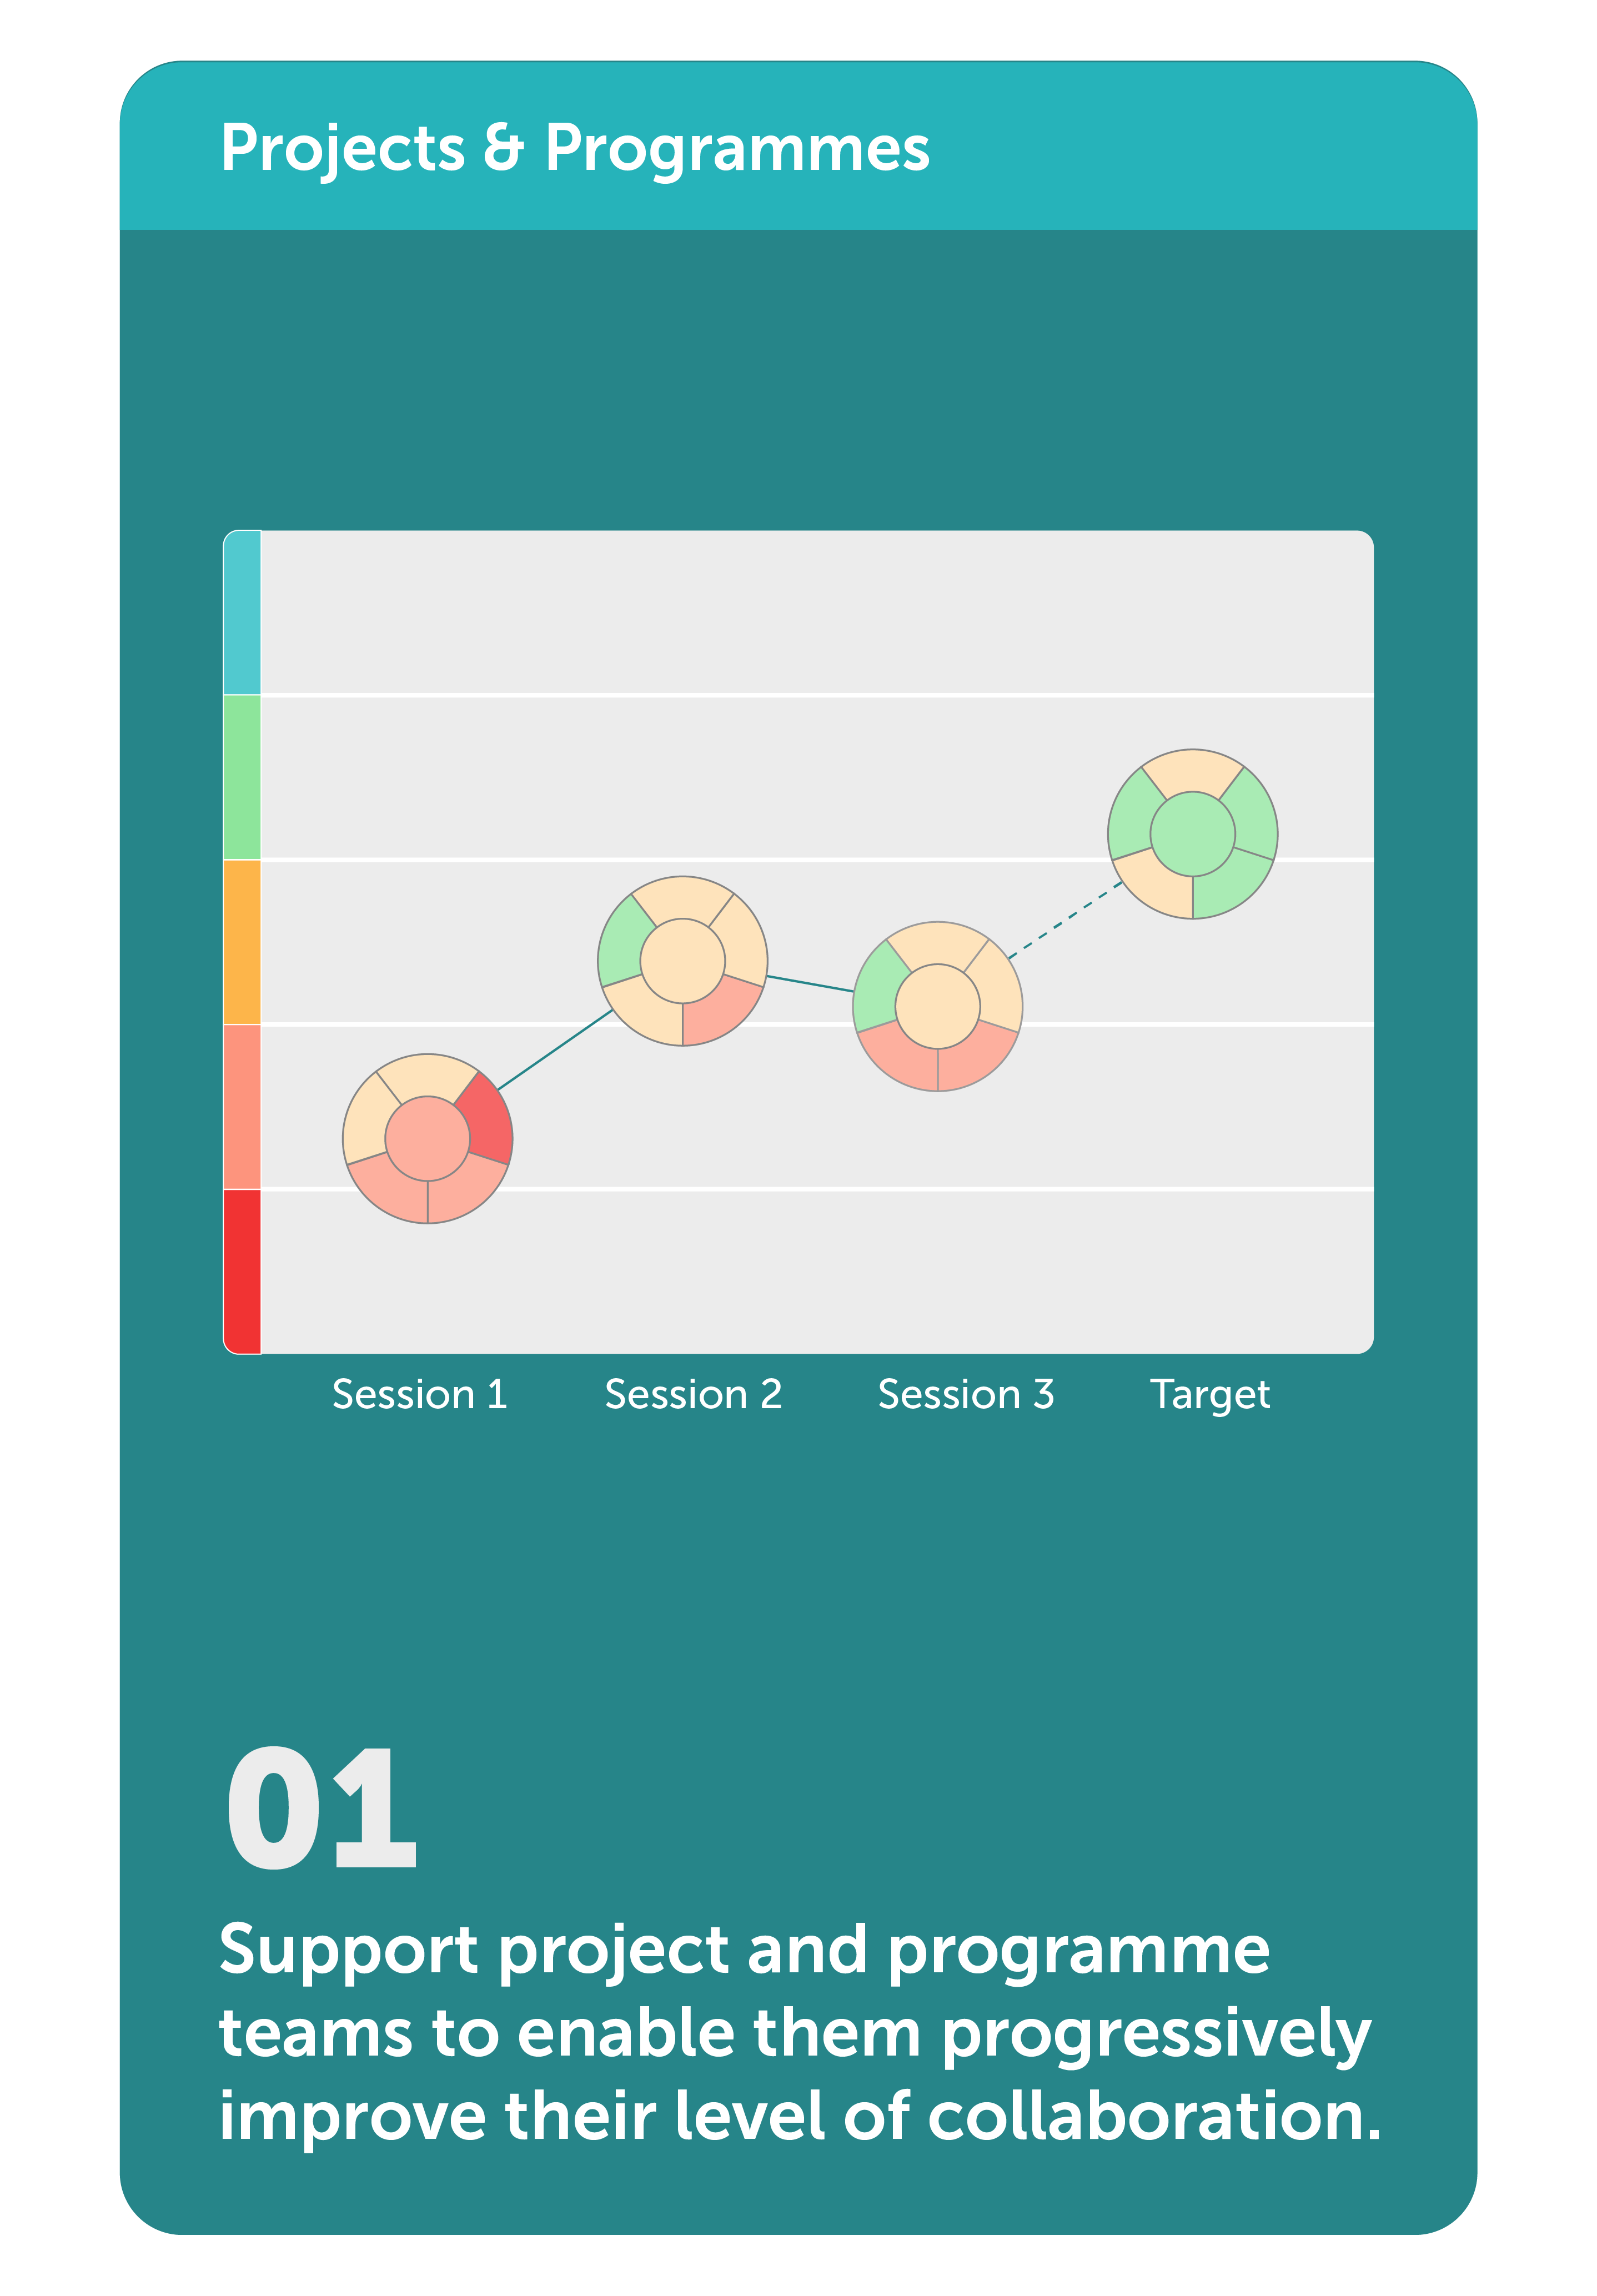 Projects & Programmes
Session 1
Session 2
Session 3
Target
01
Support project and programme
teams to enable them progressively
improve their level of collaboration.